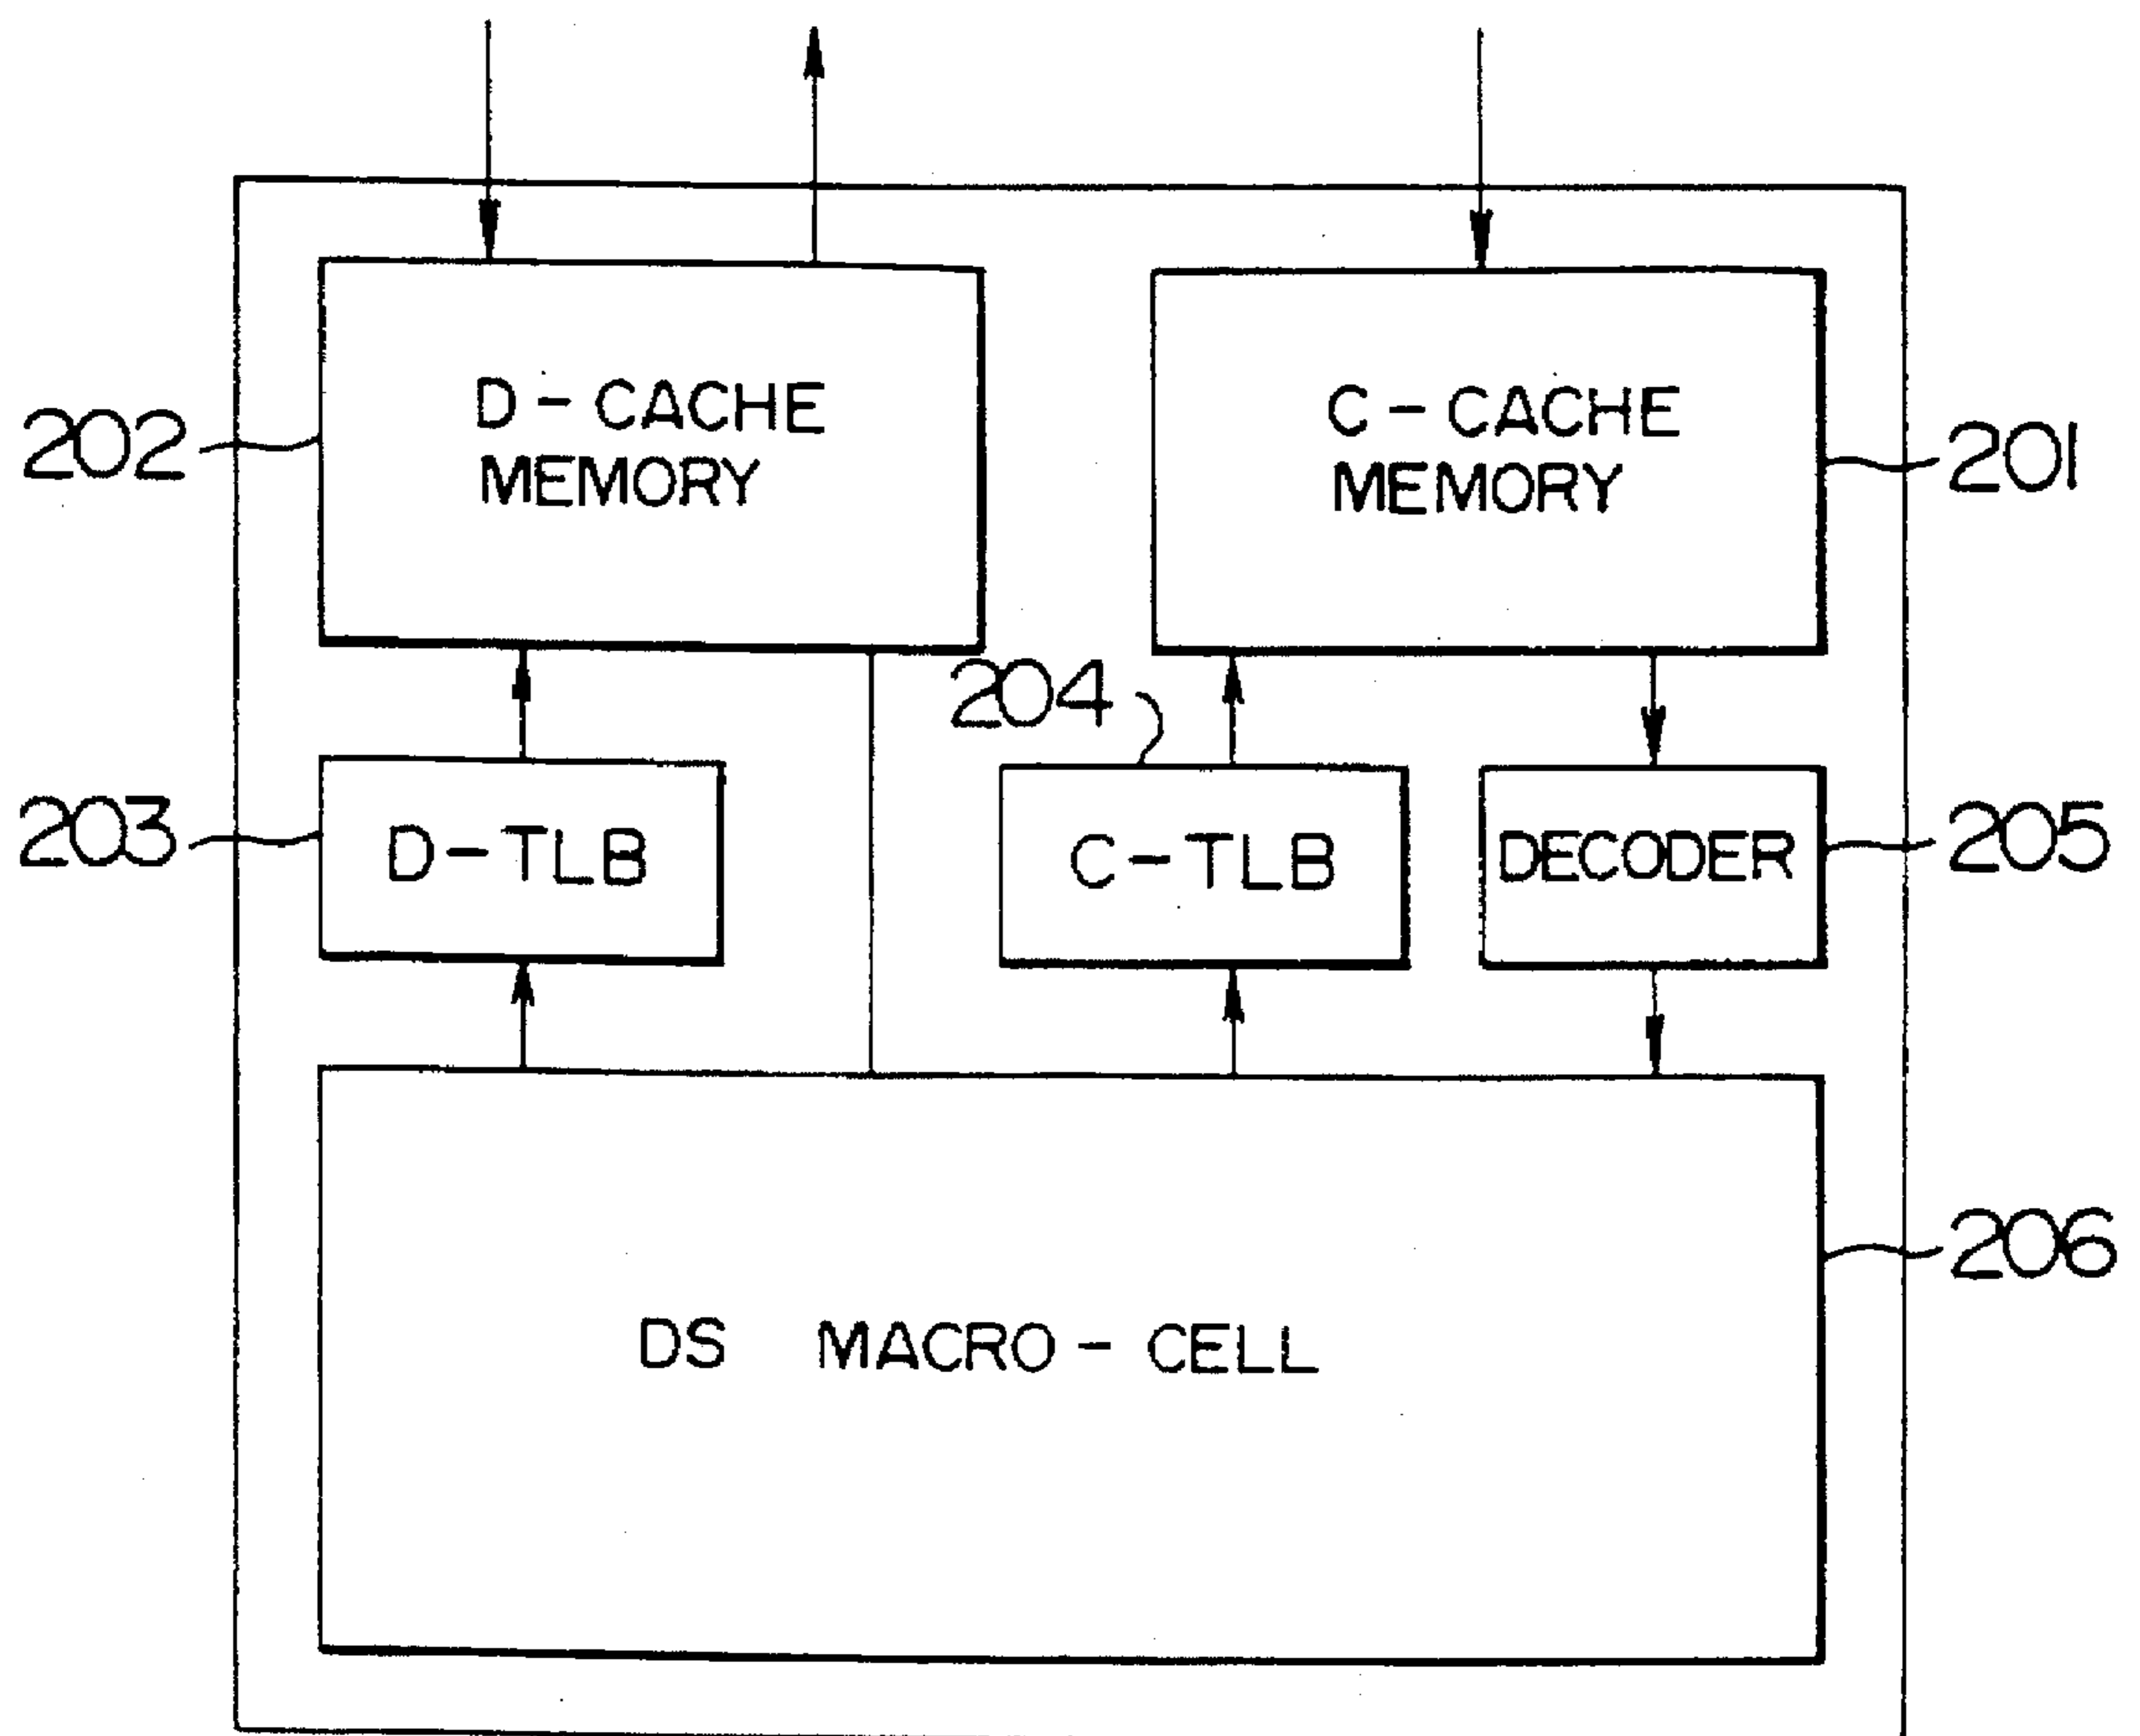 D - CACHE
MEMORY
C - CACHE
MEMORY
202
201
204
203
D - TLB
C - TLB
DECODER
205
206
DS MACRO - CELL